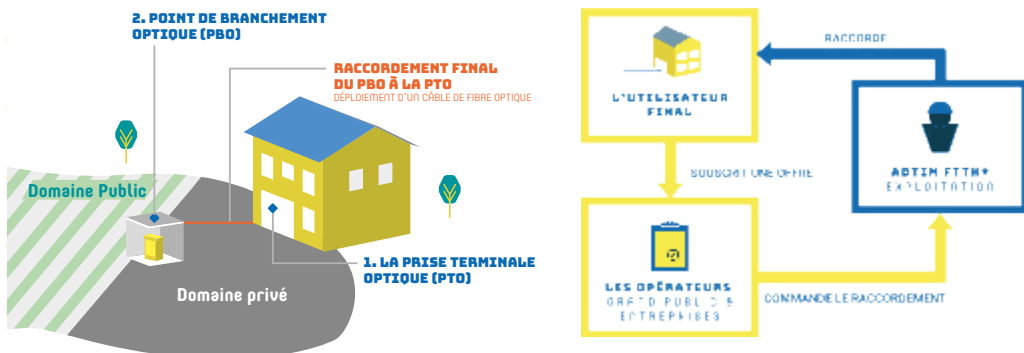 2. POINT DE BRANCHEMENT
OPTIQUE (PBO)
RACCORDEMENT FINAL
DU PBO À LA PTO
DÉPLOIEMENT D'UN CÂBLE DE FIBRE OPTIQUE
Domaine Public
Domaine privé
1. LA PRISE TERMINALE
OPTIQUE (PTO)
RACCORDE
L'UTILISATEUR
FINAL
SOUSCRIT UNE OFFRE
ADTIM FTTH*
EXPLOITATION
LES OPÉRATEURS
GRAND PUBLIC &
ENTREPRISES
COMMANDE LE RACCORDEMENT